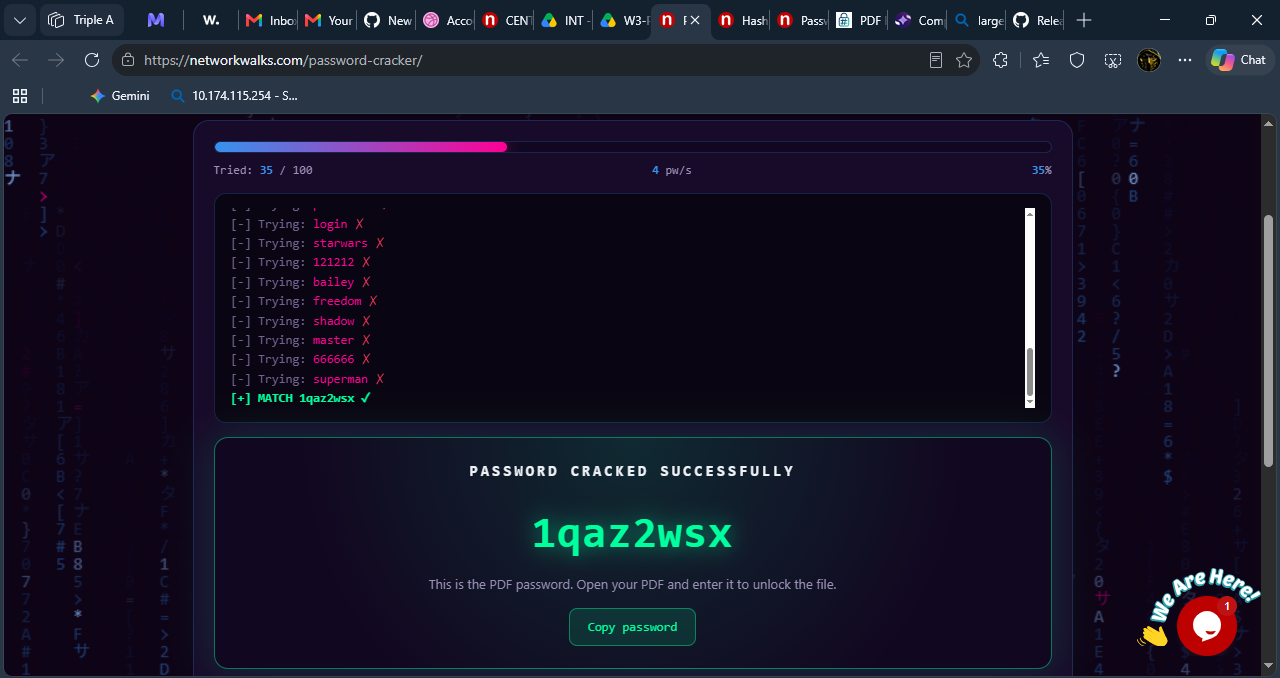 Triple A
W.
Inbo
Your
New
Acco
CENT
INT -
W3-P
Hash
Passw
PDF
Com
large
Relea
https://networkwalks.com/password-cracker/
Chat
Gemini
10.174.115.254 - S...
Tried: 35 / 100
4 pw/s
35%
[-] Trying: login ✗
[-] Trying: starwars ✗
[-] Trying: 121212 ✗
[-] Trying: bailey ✗
[-] Trying: freedom ✗
[-] Trying: shadow ✗
[-] Trying: master ✗
[-] Trying: 666666 ✗
[-] Trying: superman ✗
[+] MATCH 1qaz2wsx ✓
PASSWORD CRACKED SUCCESSFULLY
1qaz2wsx
This is the PDF password. Open your PDF and enter it to unlock the file.
Copy password
We Are Here!
1